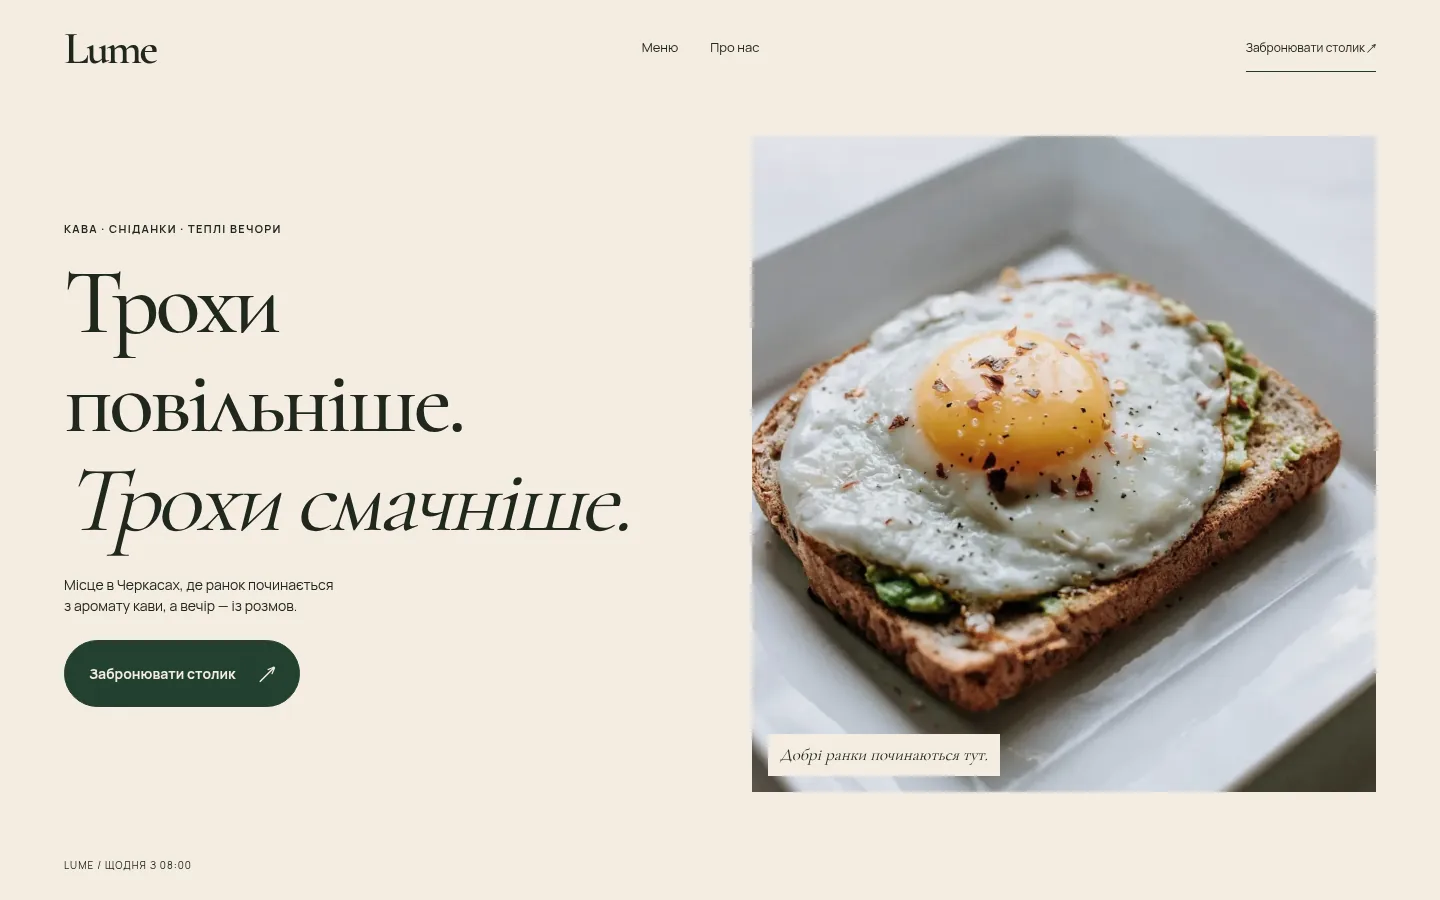 Lume
Меню
Про нас
Забронювати столик ↗
КАВА · СНІДАНКИ · ТЕПЛІ ВЕЧОРИ
Трохи
повільніше.
Трохи смачніше.
Місце в Черкасах, де ранок починається
з аромату кави, а вечір — із розмов.
Забронювати столик ↗
Добрі ранки починаються тут.
LUME / ЩОДНЯ З 08:00